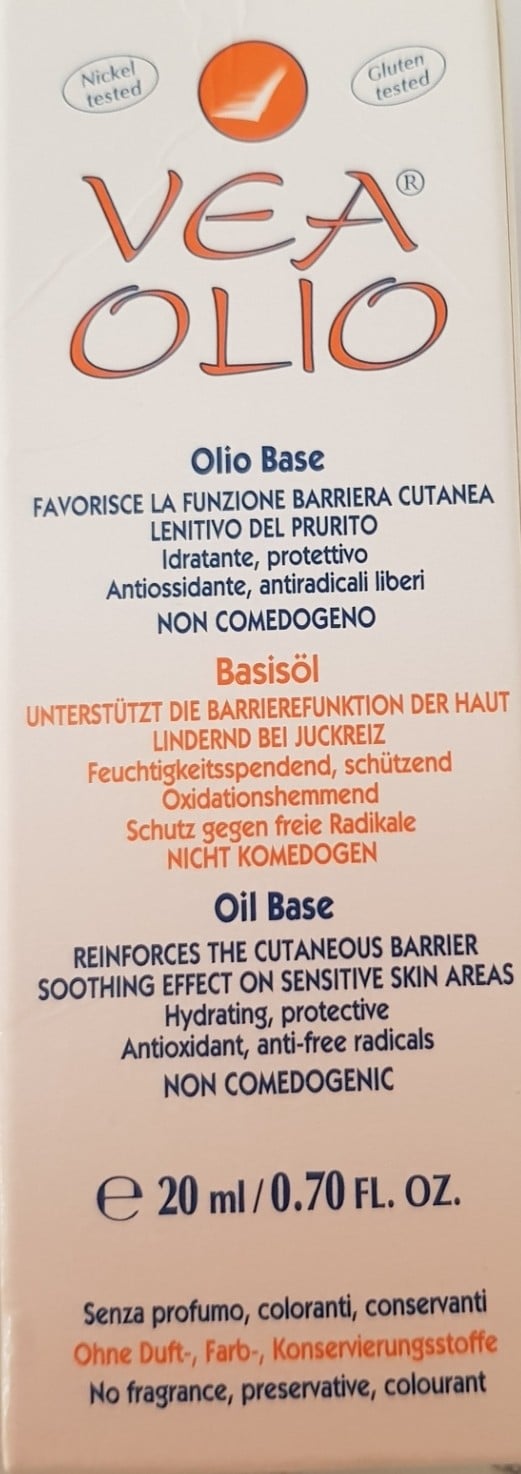 Nickel
tested
Gluten
tested
VEA®
OLIO
Olio Base
FAVORISCE LA FUNZIONE BARRIERA CUTANEA
LENITIVO DEL PRURITO
Idratante, protettivo
Antiossidante, antiradicali liberi
NON COMEDOGENO
Basisöl
UNTERSTÜTZT DIE BARRIEREFUNKTION DER HAUT
LINDERND BEI JUCKREIZ
Feuchtigkeitsspendend, schützend
Oxidationshemmend
Schutz gegen freie Radikale
NICHT KOMEDOGEN
Oil Base
REINFORCES THE CUTANEOUS BARRIER
SOOTHING EFFECT ON SENSITIVE SKIN AREAS
Hydrating, protective
Antioxidant, anti-free radicals
NON COMEDOGENIC
℮ 20 ml / 0.70 FL. OZ.
Senza profumo, coloranti, conservanti
Ohne Duft-, Farb-, Konservierungsstoffe
No fragrance, preservative, colourant